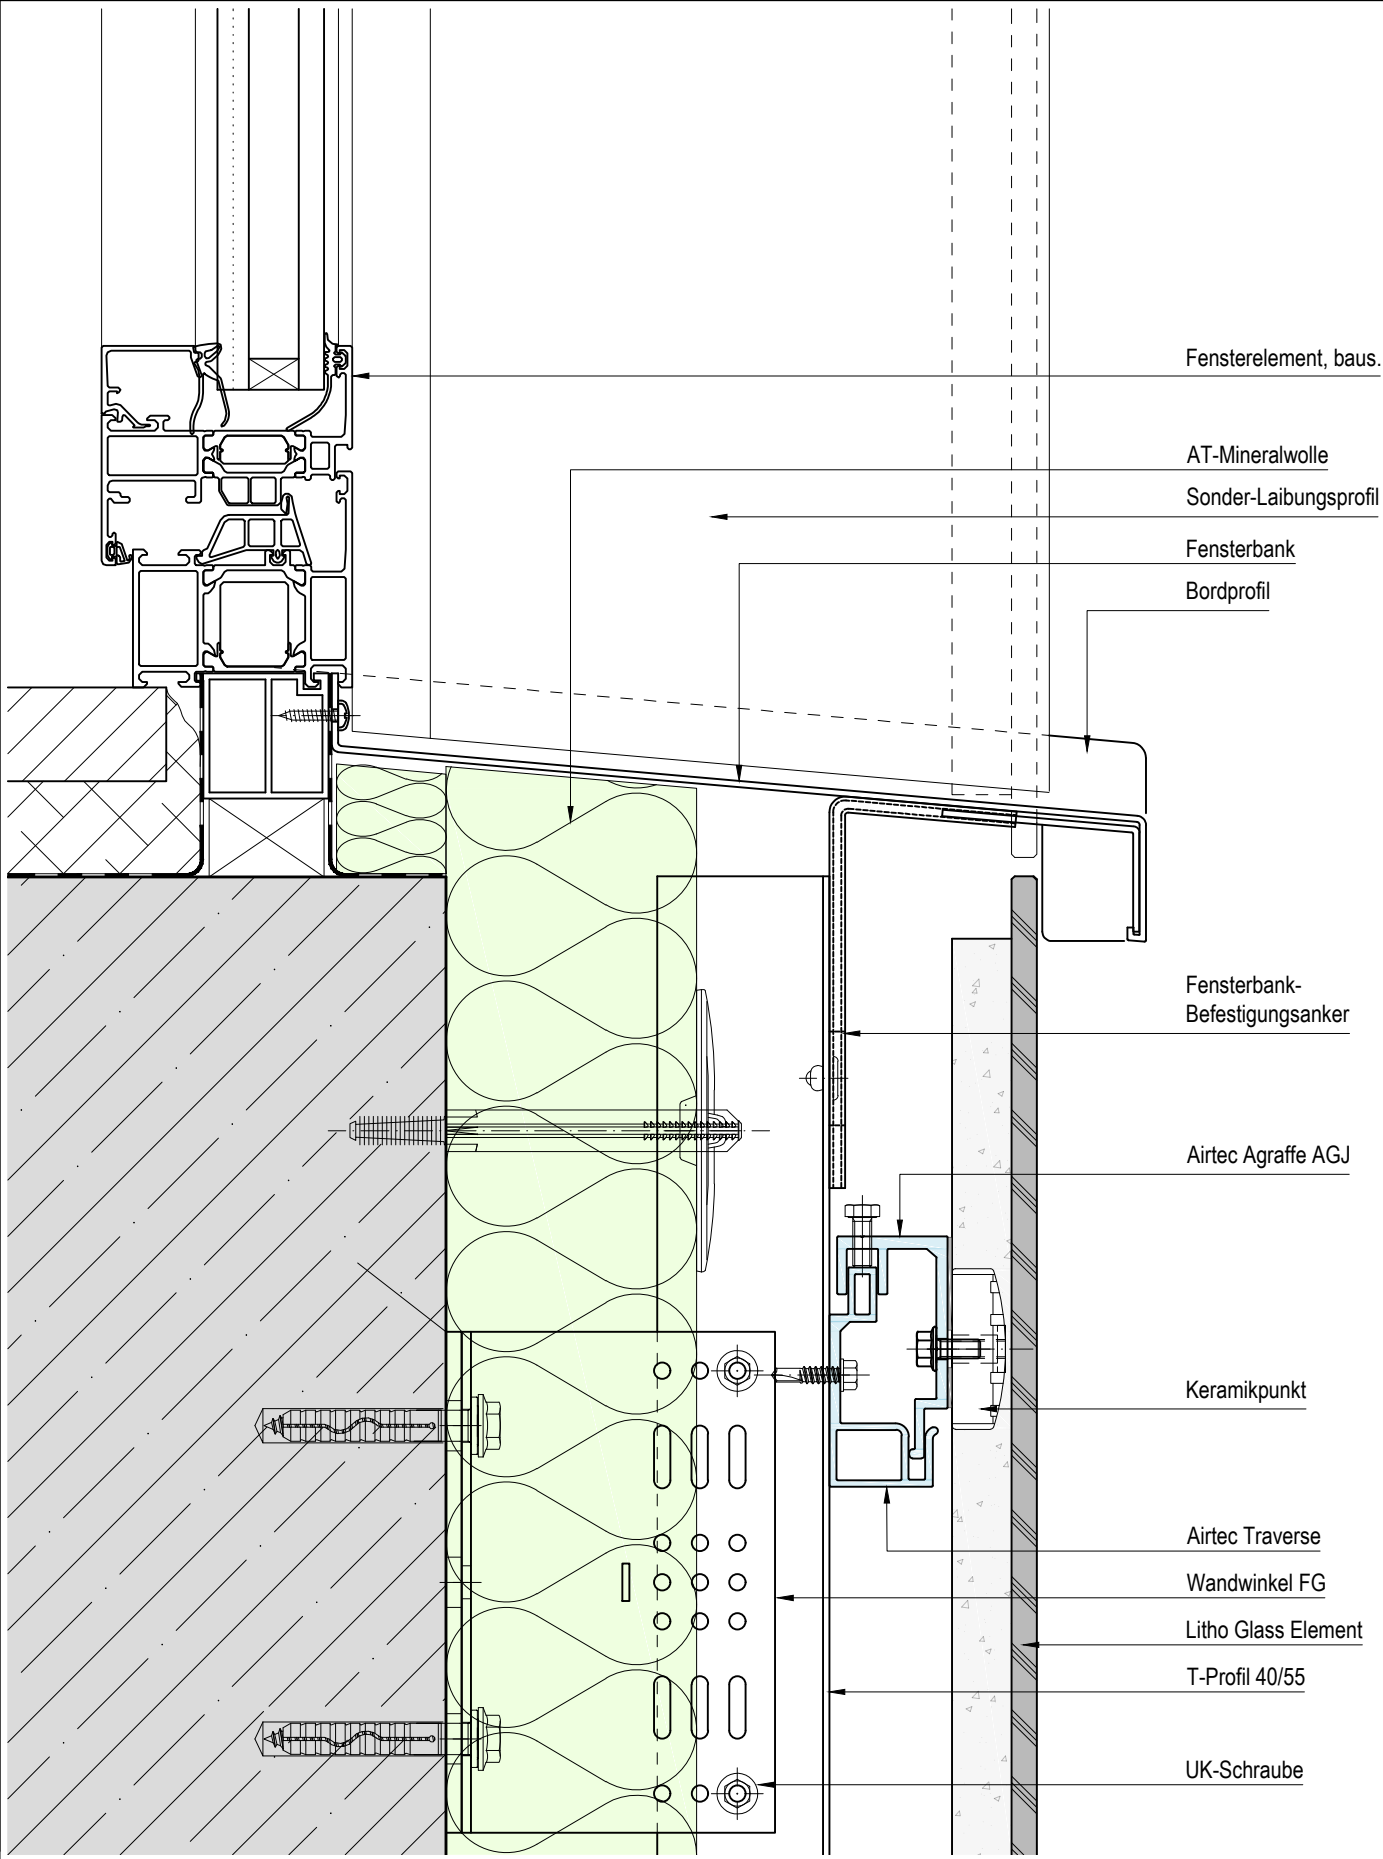 Fensterelement, baus.
AT-Mineralwolle
Sonder-Laibungsprofil
Fensterbank
Bordprofil
Fensterbank-
Befestigungsanker
Airtec Agraffe AGJ
Keramikpunkt
Airtec Traverse
Wandwinkel FG
Litho Glass Element
T-Profil 40/55
UK-Schraube